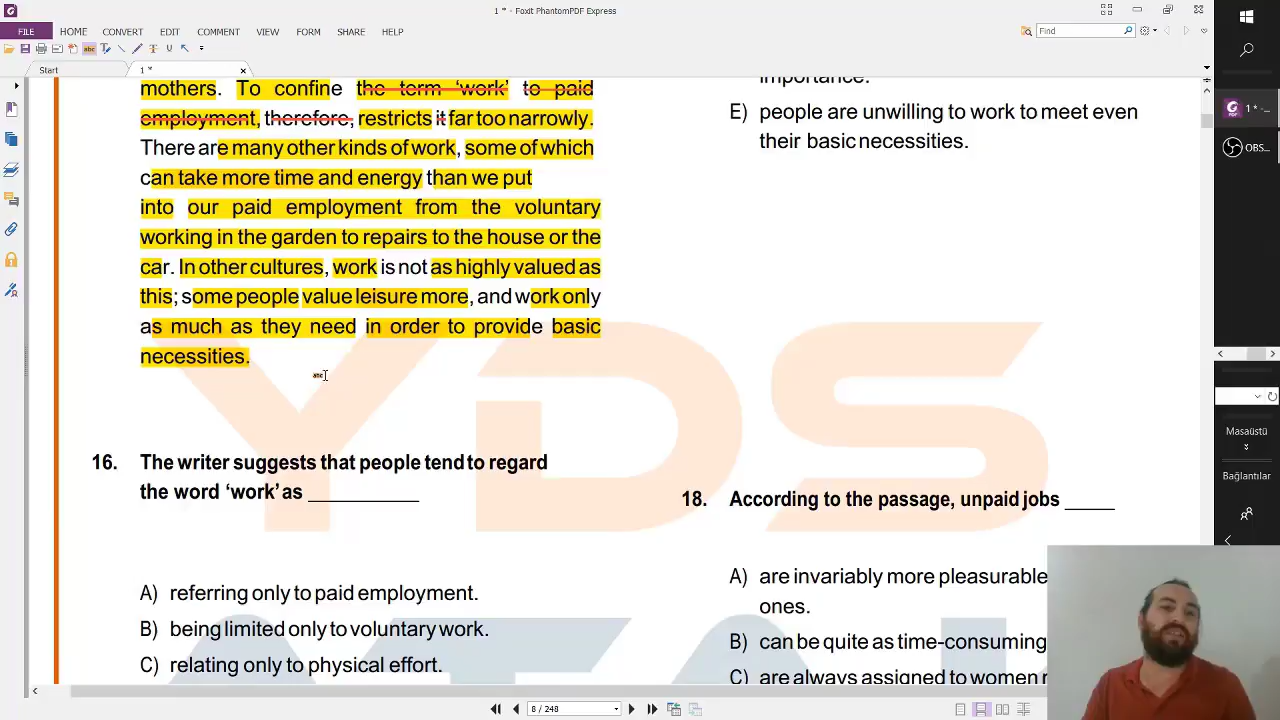 1 * - Foxit PhantomPDF Express
FILE HOME CONVERT EDIT COMMENT VIEW FORM SHARE HELP
Find
Start
1 *
mothers. To confine the term ‘work’ to paid
employment, therefore, restricts it far too narrowly.
There are many other kinds of work, some of which
can take more time and energy than we put
into our paid employment from the voluntary
working in the garden to repairs to the house or the
car. In other cultures, work is not as highly valued as
this; some people value leisure more, and work only
as much as they need in order to provide basic
necessities.
16. The writer suggests that people tend to regard
the word ‘work’ as __________
A) referring only to paid employment.
B) being limited only to voluntary work.
C) relating only to physical effort.
importance.
E) people are unwilling to work to meet even
their basic necessities.
18. According to the passage, unpaid jobs _____
A) are invariably more pleasurable
ones.
B) can be quite as time-consuming
C) are always assigned to women
YDS
1 * -...
OBS...
Masaüstü
Bağlantılar
8 / 248